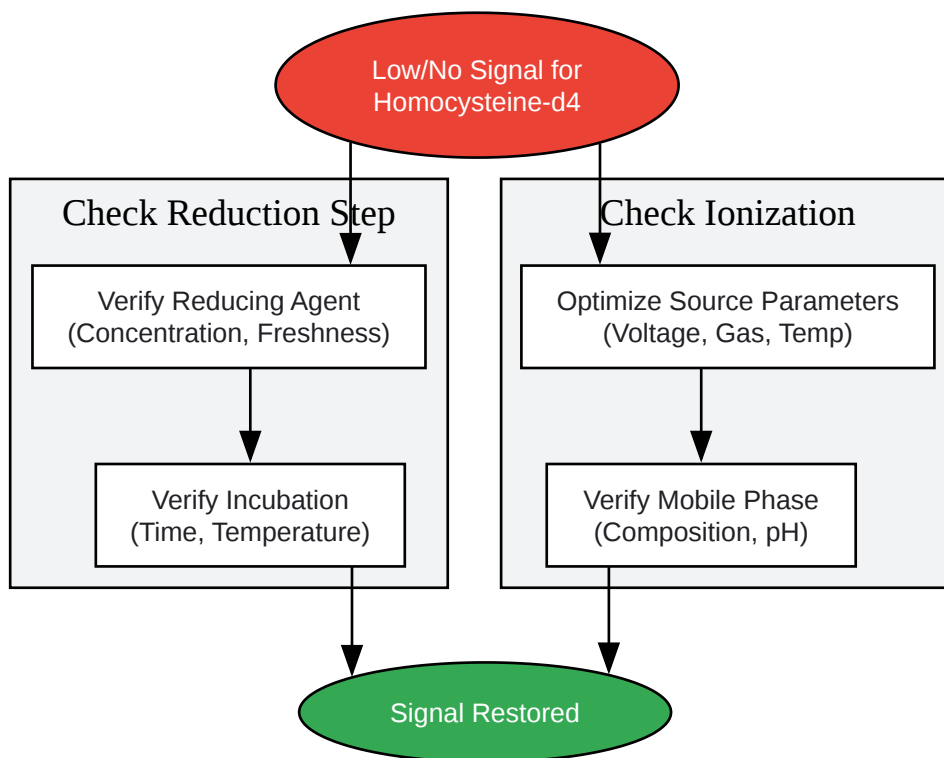 Low/No Signal for
Homocysteine-d4
Check Reduction Step
Verify Reducing Agent
(Concentration, Freshness)
Verify Incubation
(Time, Temperature)
Check Ionization
Optimize Source Parameters
(Voltage, Gas, Temp)
Verify Mobile Phase
(Composition, pH)
Signal Restored